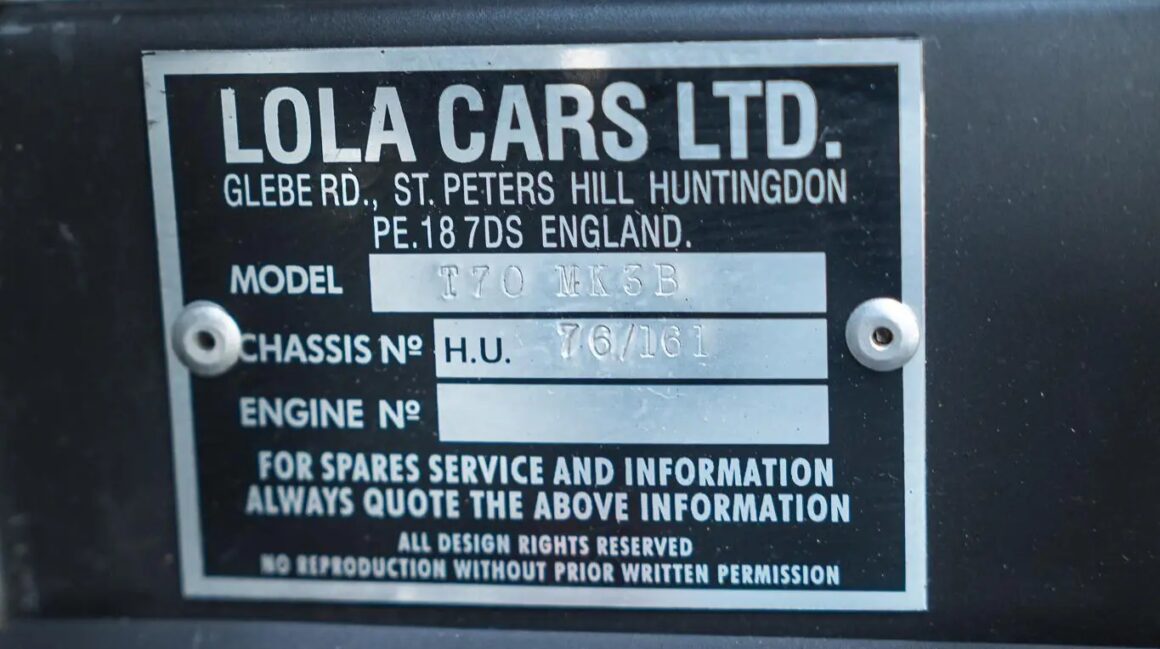 LOLA CARS LTD.
GLEBE RD., ST. PETERS HILL HUNTINGDON
PE.18 7DS ENGLAND.
MODEL T70 MK3B
CHASSIS Nº H.U. 76/161
ENGINE Nº
FOR SPARES SERVICE AND INFORMATION
ALWAYS QUOTE THE ABOVE INFORMATION
ALL DESIGN RIGHTS RESERVED
NO REPRODUCTION WITHOUT PRIOR WRITTEN PERMISSION